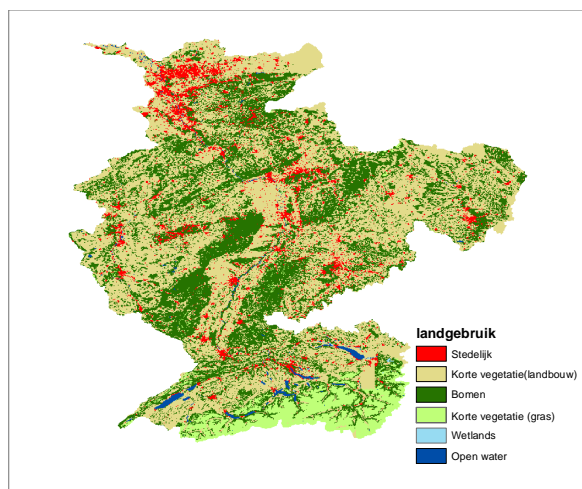 landgebruik
Stedelijk
Korte vegetatie(landbouw)
Bomen
Korte vegetatie (gras)
Wetlands
Open water